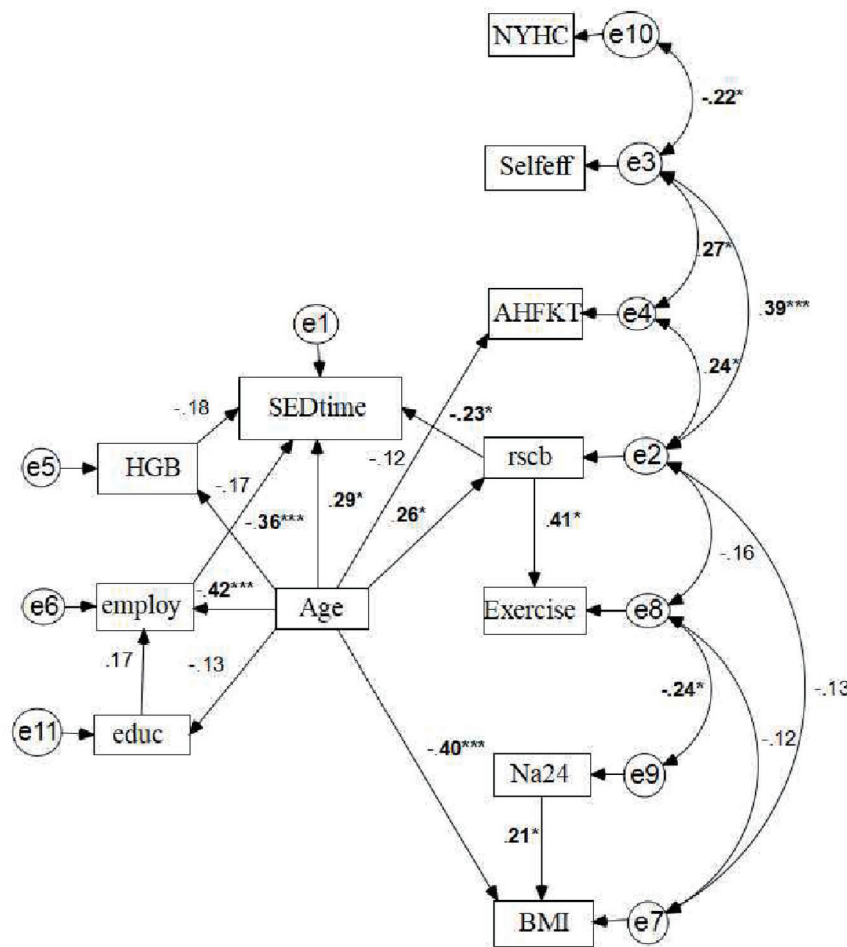 NYHC
e10
-.22*
Selfeff
e3
.27*
AHFKT
e4
.39***
e1
.24*
SEDtime
-.18
-.23*
-.12
rscb
e2
e5
HGB
-.17
-.36***
.29*
.26*
.41*
-.16
e6
employ
-.42***
Age
Exercise
e8
.17
-.13
-.24*
-.13
e11
educ
-.12
-.40***
Na24
e9
.21*
BMI
e7